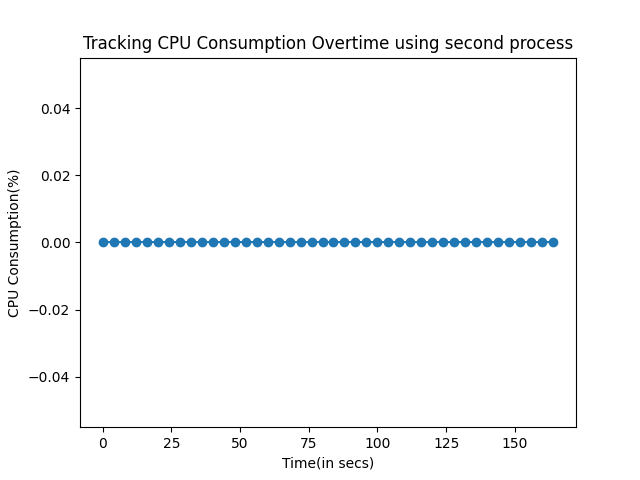 Tracking CPU Consumption Overtime using second process
0.04
0.02
0.00
−0.02
−0.04
CPU Consumption(%)
0 25 50 75 100 125 150
Time(in secs)